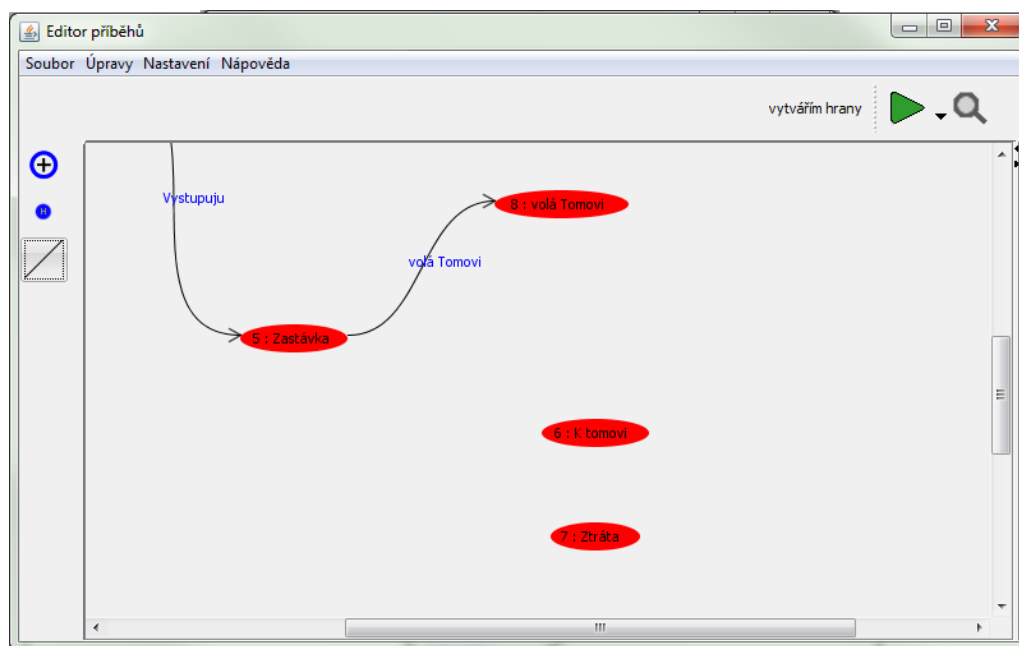 Editor příběhů
Soubor Úpravy Nastavení Nápověda
vytvářím hrany
Vystupuju
8 : volá Tomovi
volá Tomovi
5 : Zastávka
6 : K tomovi
7 : Ztráta
H